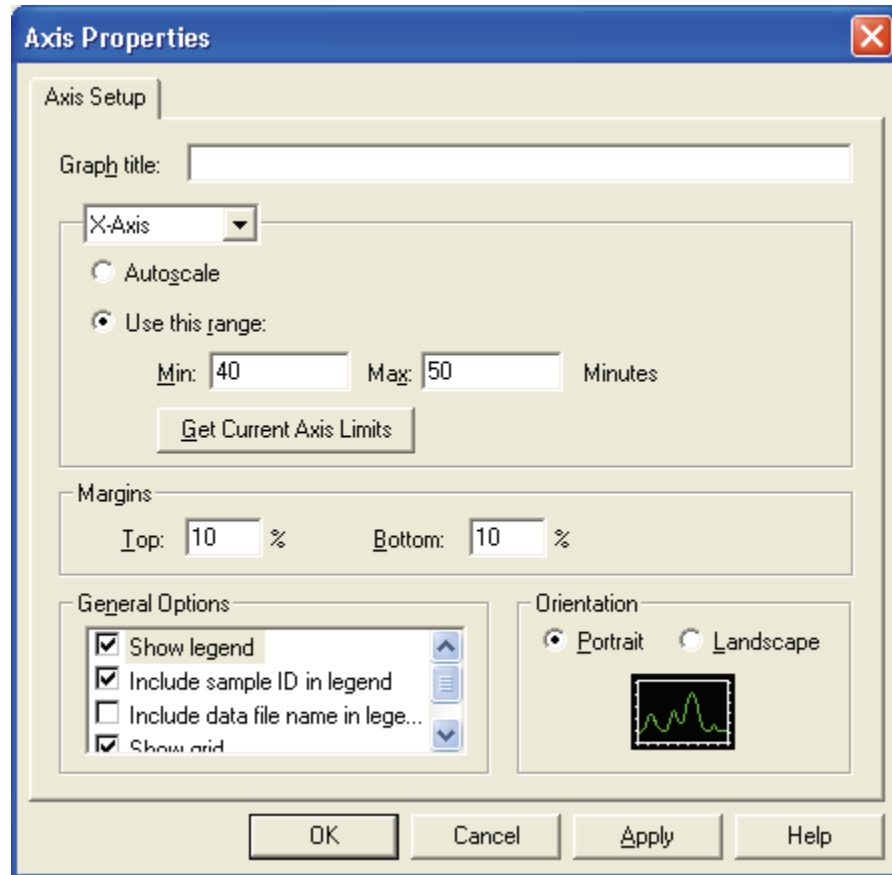 Axis Properties
Axis Setup
Graph title:
X-Axis
Autoscale
Use this range:
Min: 40 Max: 50 Minutes
Get Current Axis Limits
Margins
Top: 10 % Bottom: 10 %
General Options
Show legend
Include sample ID in legend
Include data file name in lege...
Show grid
Orientation
Portrait Landscape
OK Cancel Apply Help